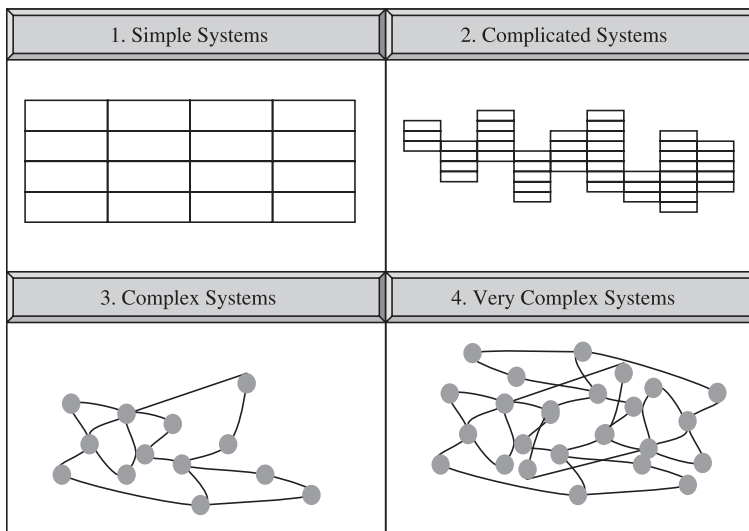 1. Simple Systems
2. Complicated Systems
3. Complex Systems
4. Very Complex Systems